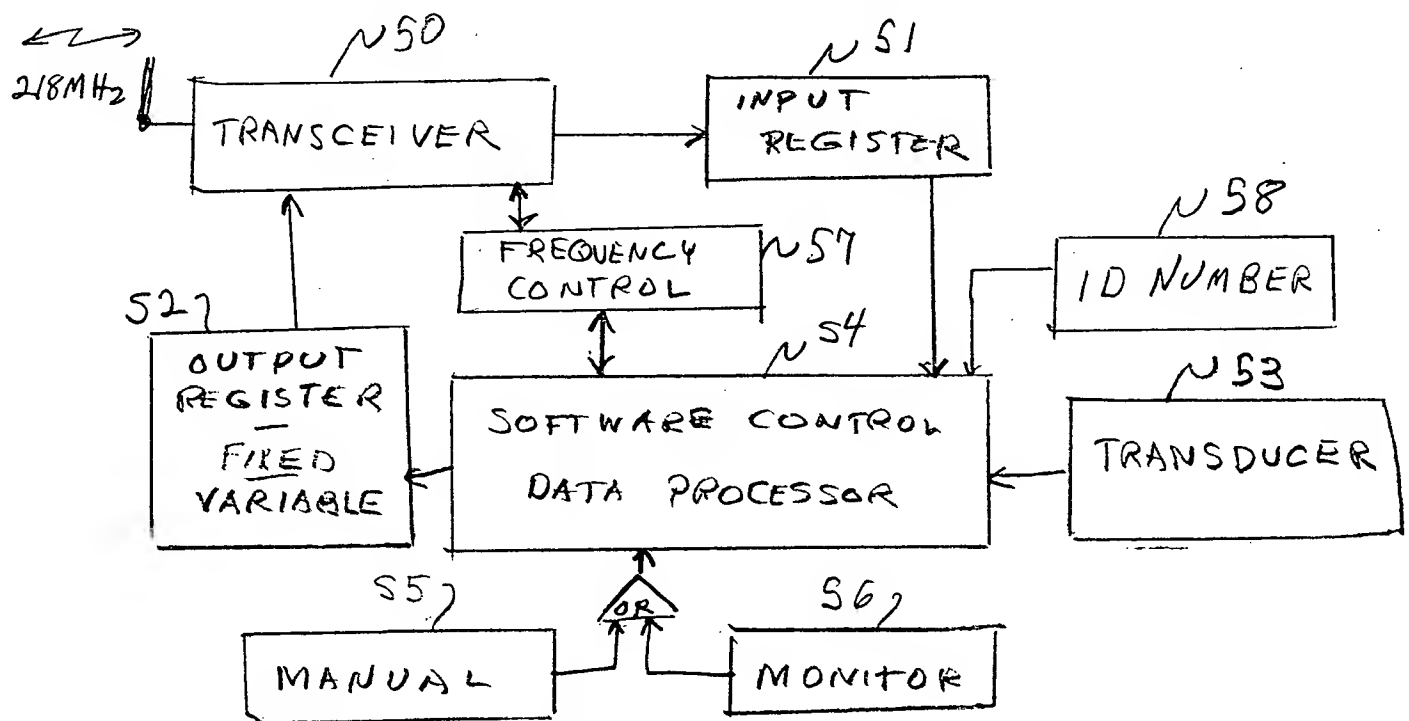 50
51
218MHz
TRANSCEIVER
INPUT
REGISTER
58
FREQUENCY
CONTROL
57
ID NUMBER
52
54
53
OUTPUT
REGISTER
—
FIXED
VARIABLE
SOFTWARE CONTROL
DATA PROCESSOR
TRANSDUCER
55
OR
56
MANUAL
MONITOR